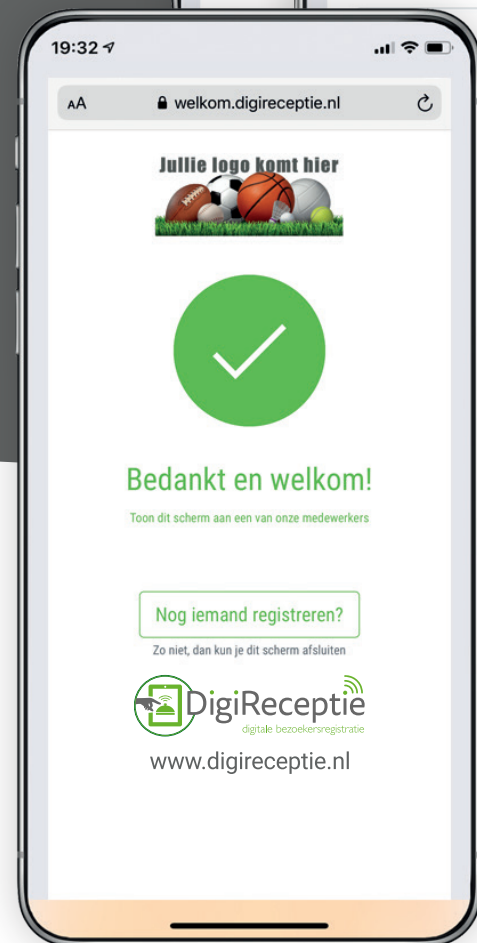 19:32
AA welkom.digireceptie.nl
Jullie logo komt hier
Bedankt en welkom!
Toon dit scherm aan een van onze medewerkers
Nog iemand registreren?
Zo niet, dan kun je dit scherm afsluiten
DigiReceptie
digitale bezoekersregistratie
www.digireceptie.nl